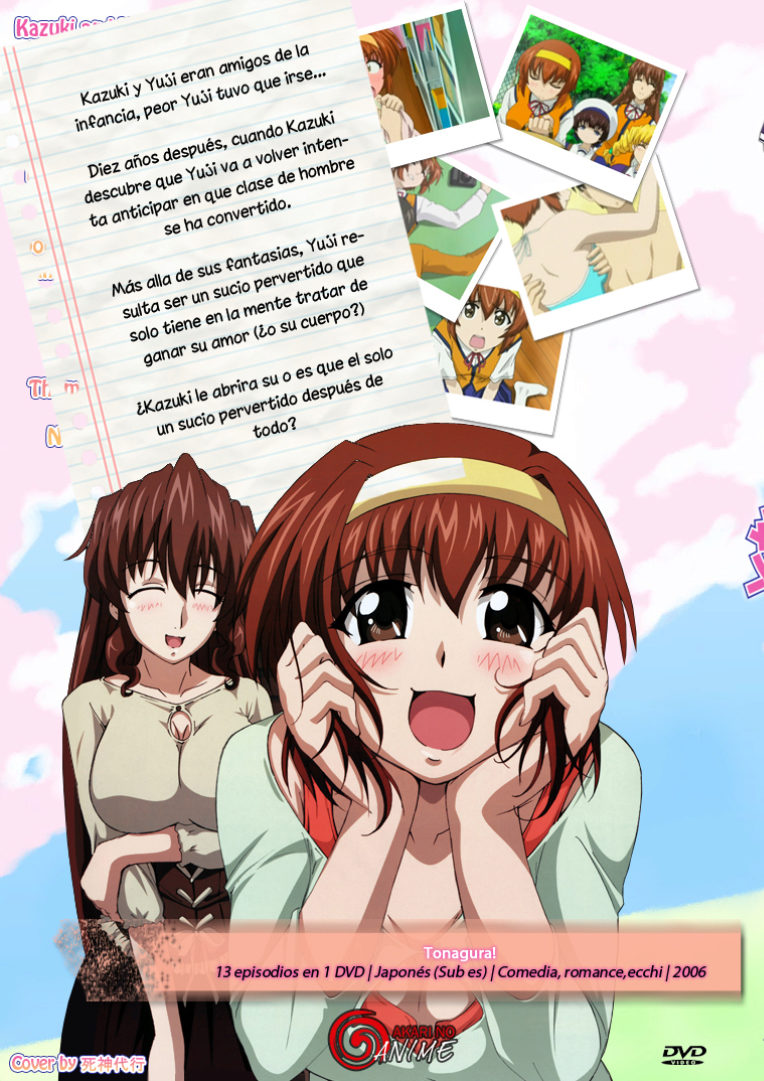 Kazuki
Kazuki y Yuji eran amigos de la
infancia, peor Yuji tuvo que irse...
Diez años después, cuando Kazuki
descubre que Yuji va a volver inten-
ta anticipar en que clase de hombre
se ha convertido.
Más alla de sus fantasias, Yuji re-
sulta ser un sucio pervertido que
solo tiene en la mente tratar de
ganar su amor (¿o su cuerpo?)
¿Kazuki le abrira su o es que el solo
un sucio pervertido después de
todo?
Tonagura!
13 episodios en 1 DVD | Japonés (Sub es) | Comedia, romance,ecchi | 2006
AKARI NO
ANIME
Cover by 死神代行
DVD
VIDEO